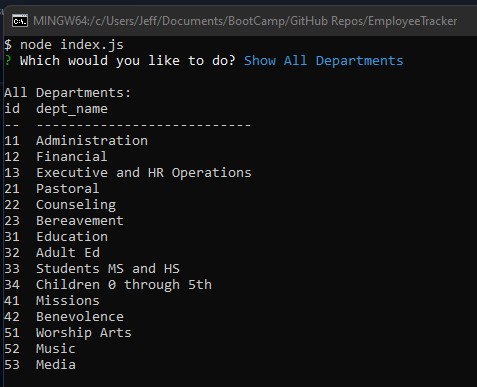 MINGW64:/c/Users/Jeff/Documents/BootCamp/GitHub Repos/EmployeeTracker
$ node index.js
? Which would you like to do? Show All Departments
All Departments:
id  dept_name
--  ---------------------------
11  Administration
12  Financial
13  Executive and HR Operations
21  Pastoral
22  Counseling
23  Bereavement
31  Education
32  Adult Ed
33  Students MS and HS
34  Children 0 through 5th
41  Missions
42  Benevolence
51  Worship Arts
52  Music
53  Media